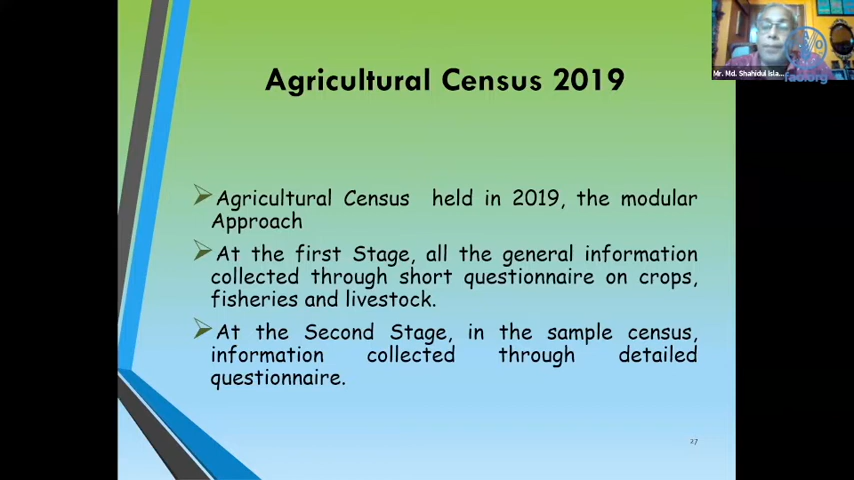 Mr. Md. Shahidul Isla...
fao.org
Agricultural Census 2019
Agricultural Census held in 2019, the modular
Approach
At the first Stage, all the general information
collected through short questionnaire on crops,
fisheries and livestock.
At the Second Stage, in the sample census,
information collected through detailed
questionnaire.
27